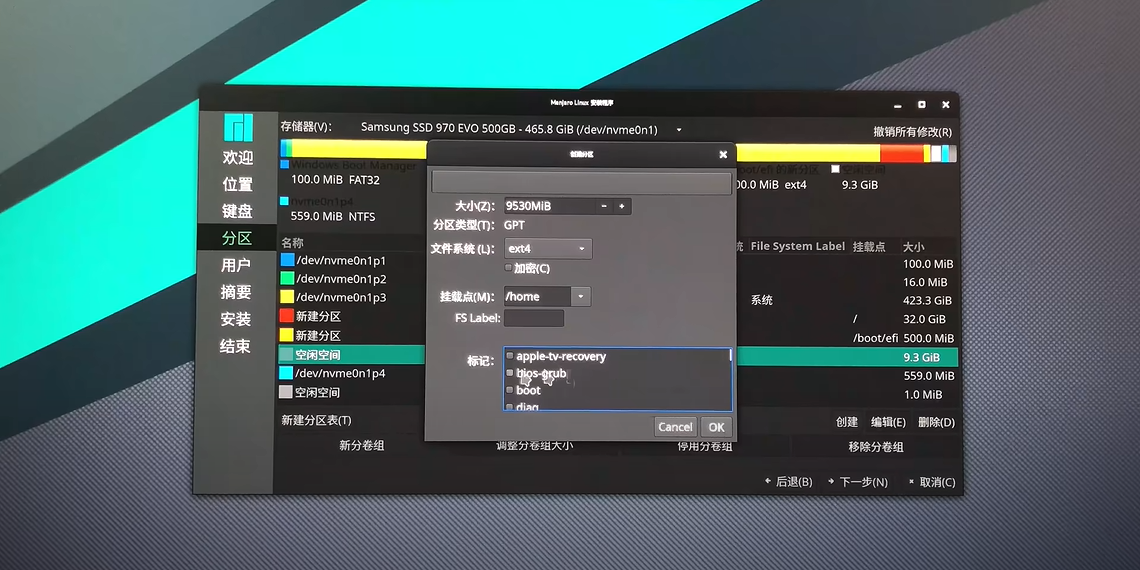 Manjaro Linux 安装程序
欢迎
位置
键盘
分区
用户
摘要
安装
结束
存储器(V): Samsung SSD 970 EVO 500GB - 465.8 GiB (/dev/nvme0n1)
撤销所有修改(R)
Windows Boot Manager
100.0 MiB FAT32
nvme0n1p4
559.0 MiB NTFS
的新分区
00.0 MiB ext4
空闲空间
9.3 GiB
名称
File System Label 挂载点 大小
/dev/nvme0n1p1 100.0 MiB
/dev/nvme0n1p2 16.0 MiB
/dev/nvme0n1p3 系统 423.3 GiB
新建分区 / 32.0 GiB
新建分区 /boot/efi 500.0 MiB
空闲空间 9.3 GiB
/dev/nvme0n1p4 559.0 MiB
空闲空间 1.0 MiB
新建分区表(T) 创建 编辑(E) 删除(D)
新分卷组 调整分卷组大小 停用分卷组 移除分卷组
后退(B) 下一步(N) 取消(C)
创建分区
大小(Z): 9530MiB - +
分区类型(T): GPT
文件系统 (L): ext4
加密(C)
挂载点(M): /home
FS Label:
标记: apple-tv-recovery
bios-grub
boot
diag
Cancel OK